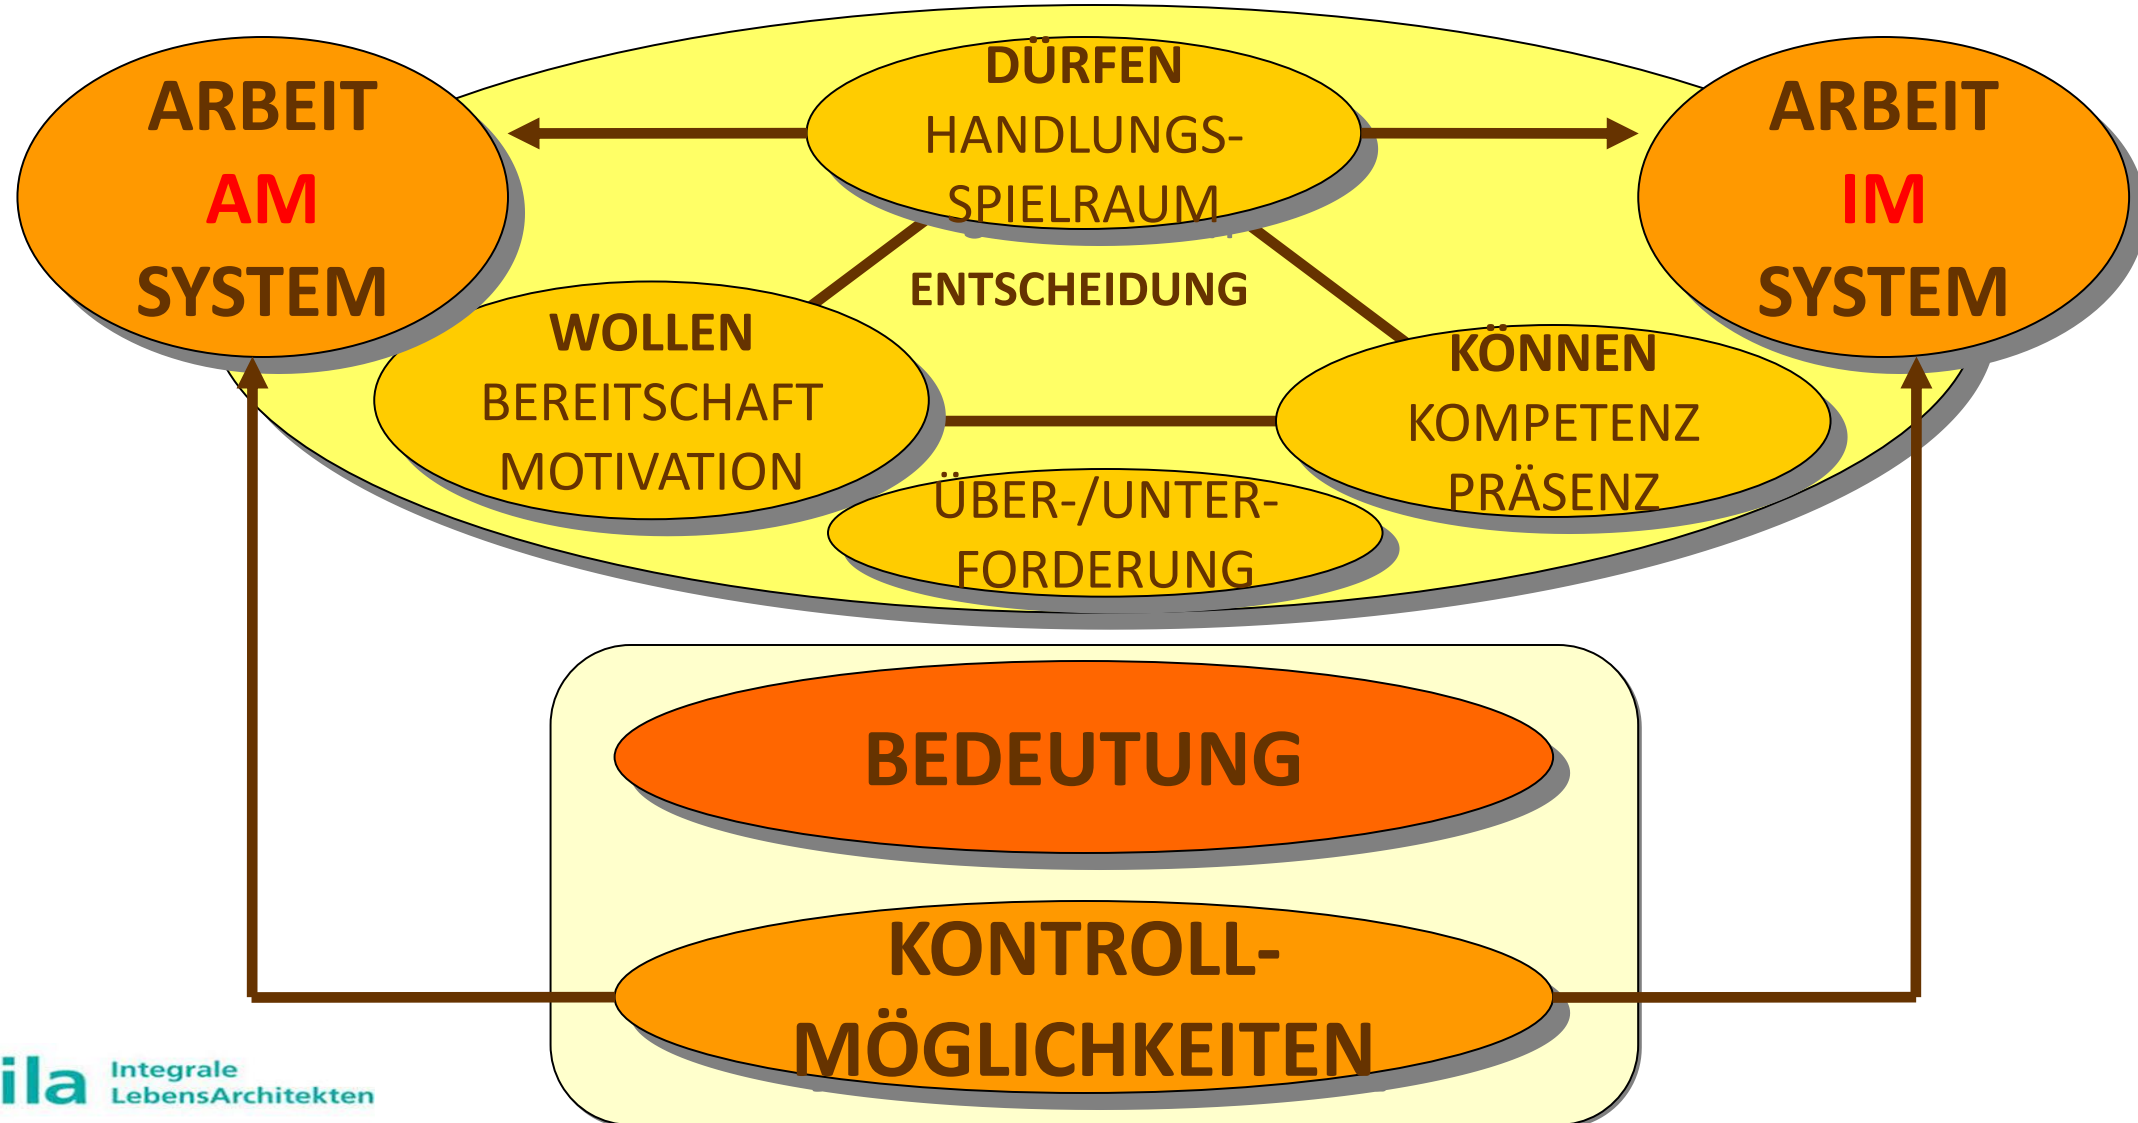 ARBEIT
AM
SYSTEM
DÜRFEN
HANDLUNGS-
SPIELRAUM
ARBEIT
IM
SYSTEM
ENTSCHEIDUNG
WOLLEN
BEREITSCHAFT
MOTIVATION
KÖNNEN
KOMPETENZ
PRÄSENZ
ÜBER-/UNTER-
FORDERUNG
BEDEUTUNG
KONTROLL-
MÖGLICHKEITEN
ila Integrale
LebensArchitekten